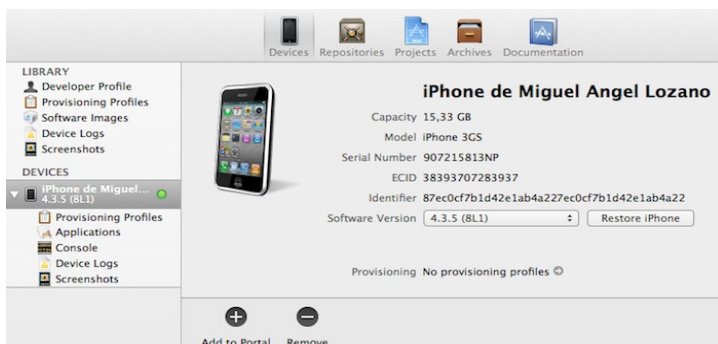 Devices Repositories Projects Archives Documentation
LIBRARY
Developer Profile
Provisioning Profiles
Software Images
Device Logs
Screenshots
DEVICES
iPhone de Miguel...
4.3.5 (8L1)
Provisioning Profiles
Applications
Console
Device Logs
Screenshots
iPhone de Miguel Angel Lozano
Capacity 15,33 GB
Model iPhone 3GS
Serial Number 907215813NP
ECID 38393707283937
Identifier 87ec0cf7b1d42e1ab4a227ec0cf7b1d42e1ab4a22
Software Version 4.3.5 (8L1) Restore iPhone
Provisioning No provisioning profiles
Add to Portal Remove